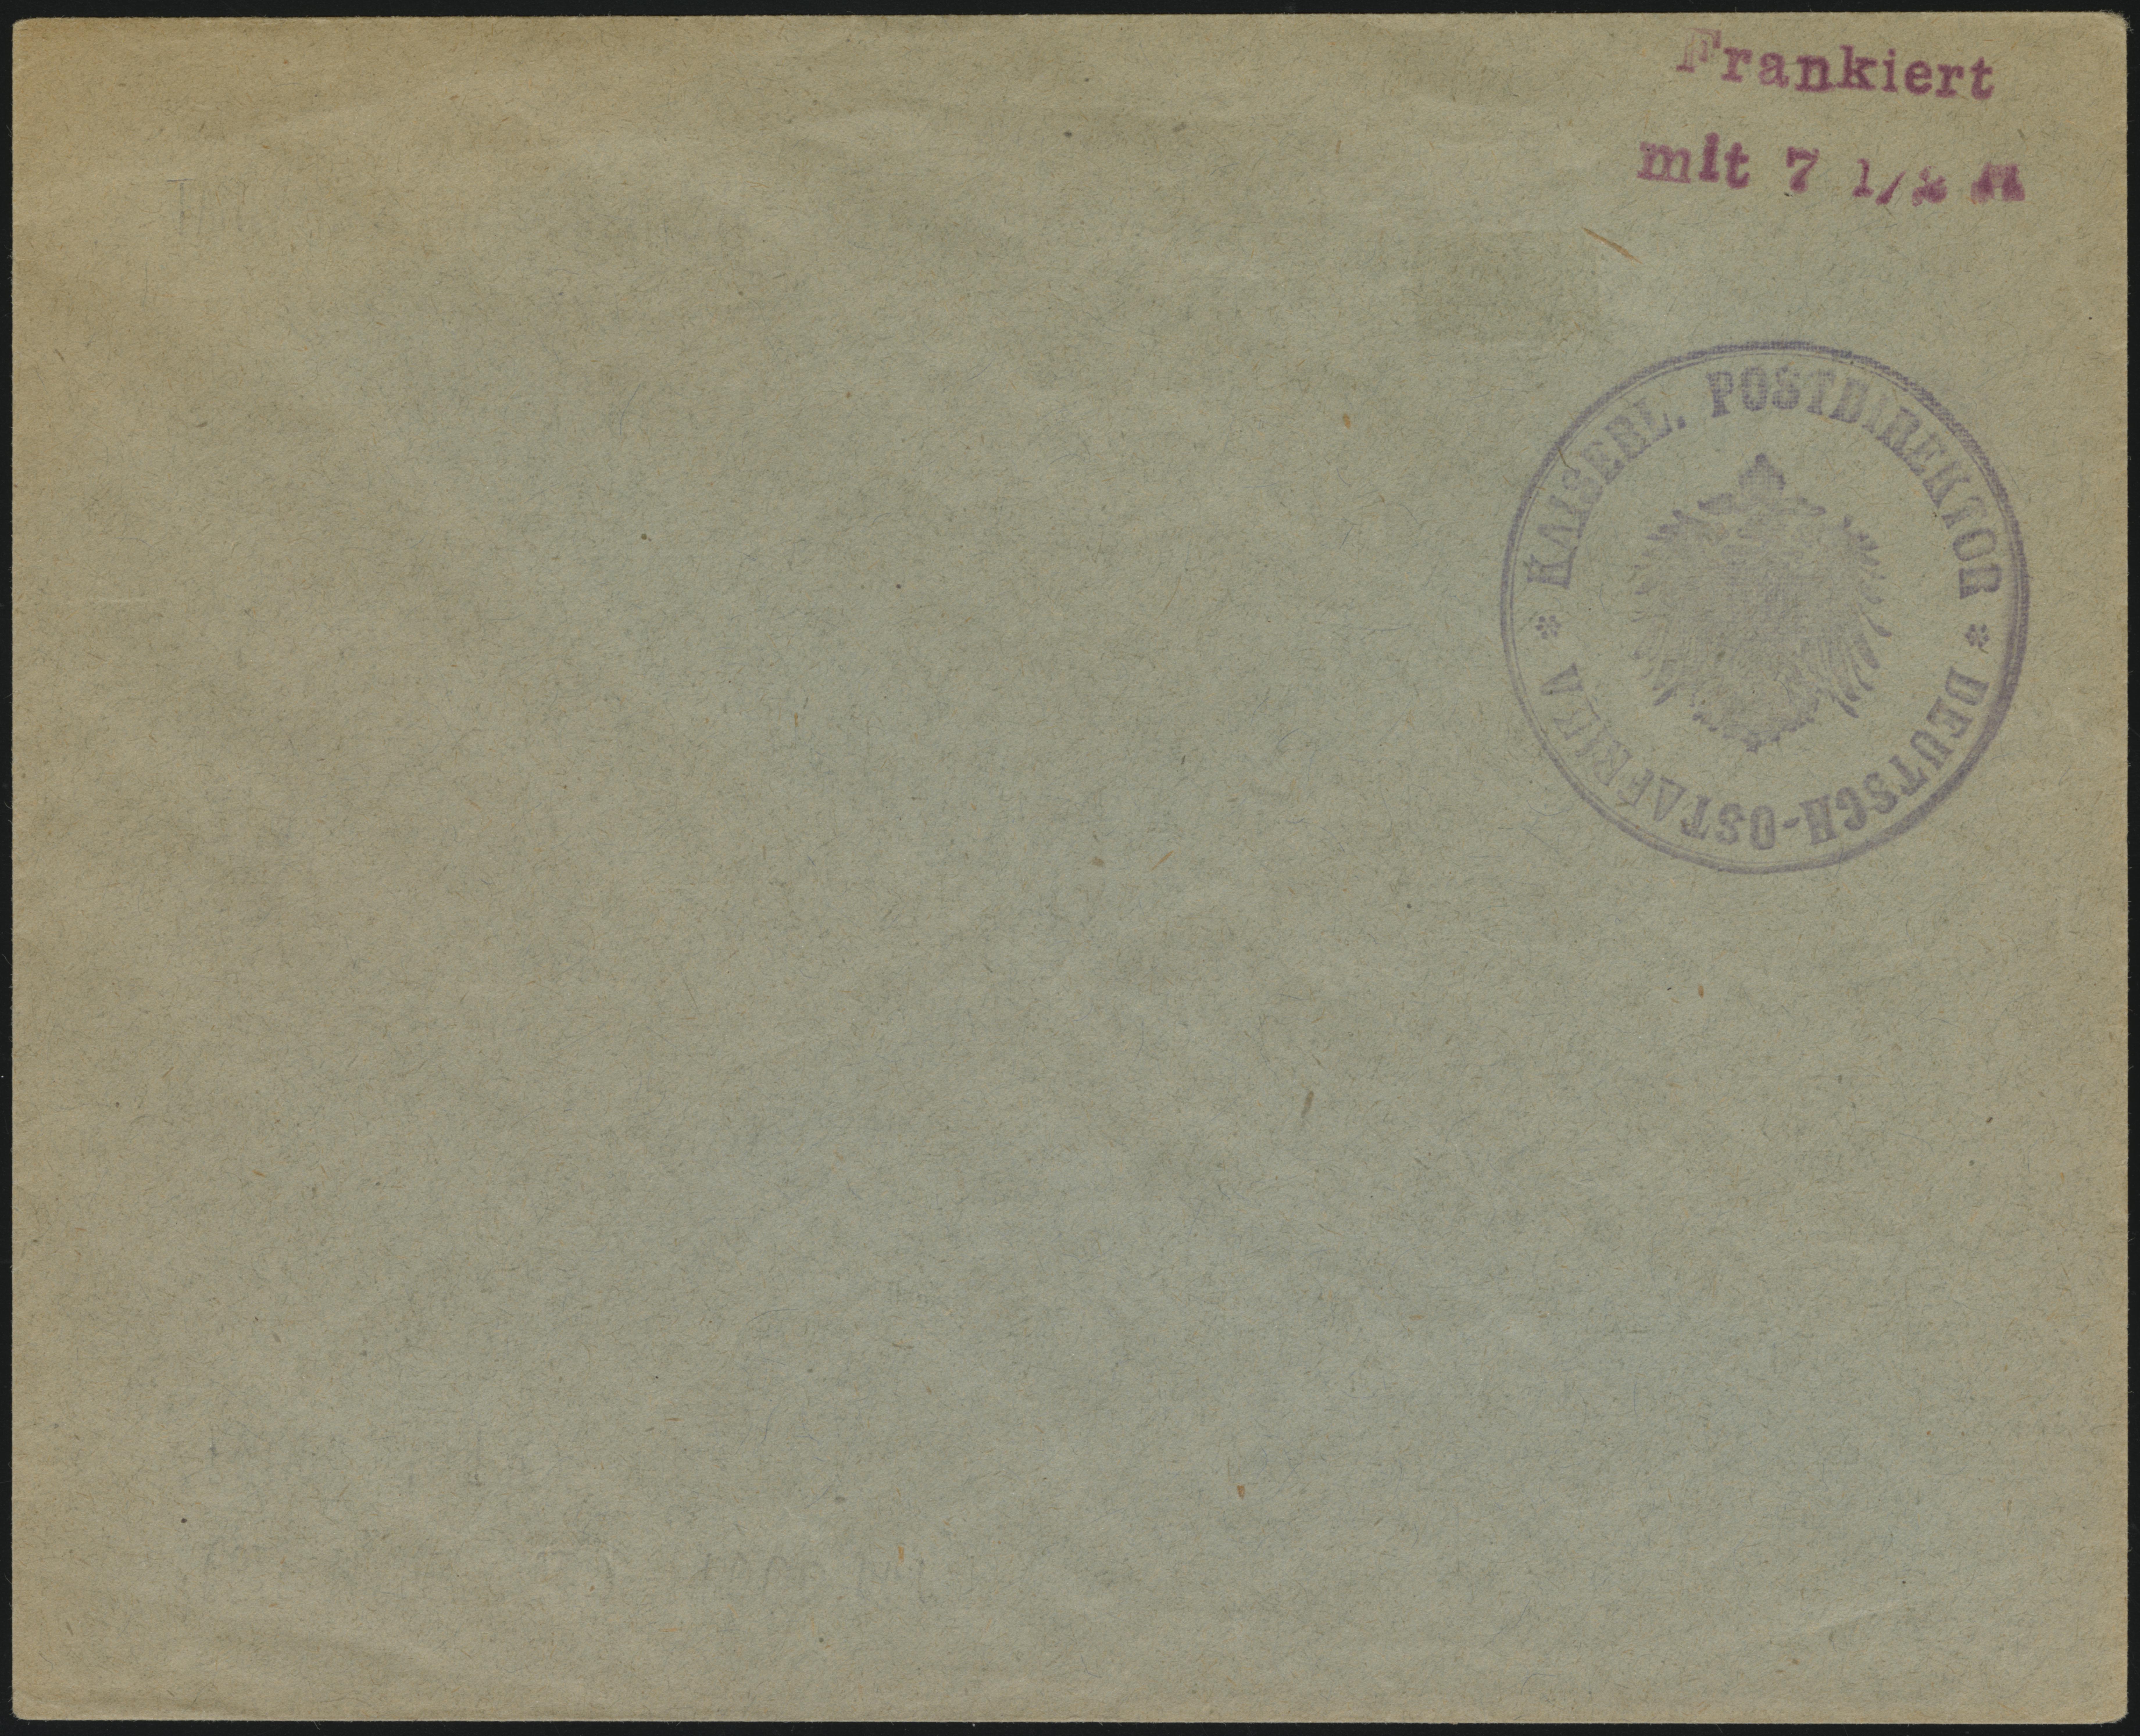 Frankiert
mit 7 1/2 H
* KAISERL. POSTDIREKTOR *
DEUTSCH-OSTAFRIKA